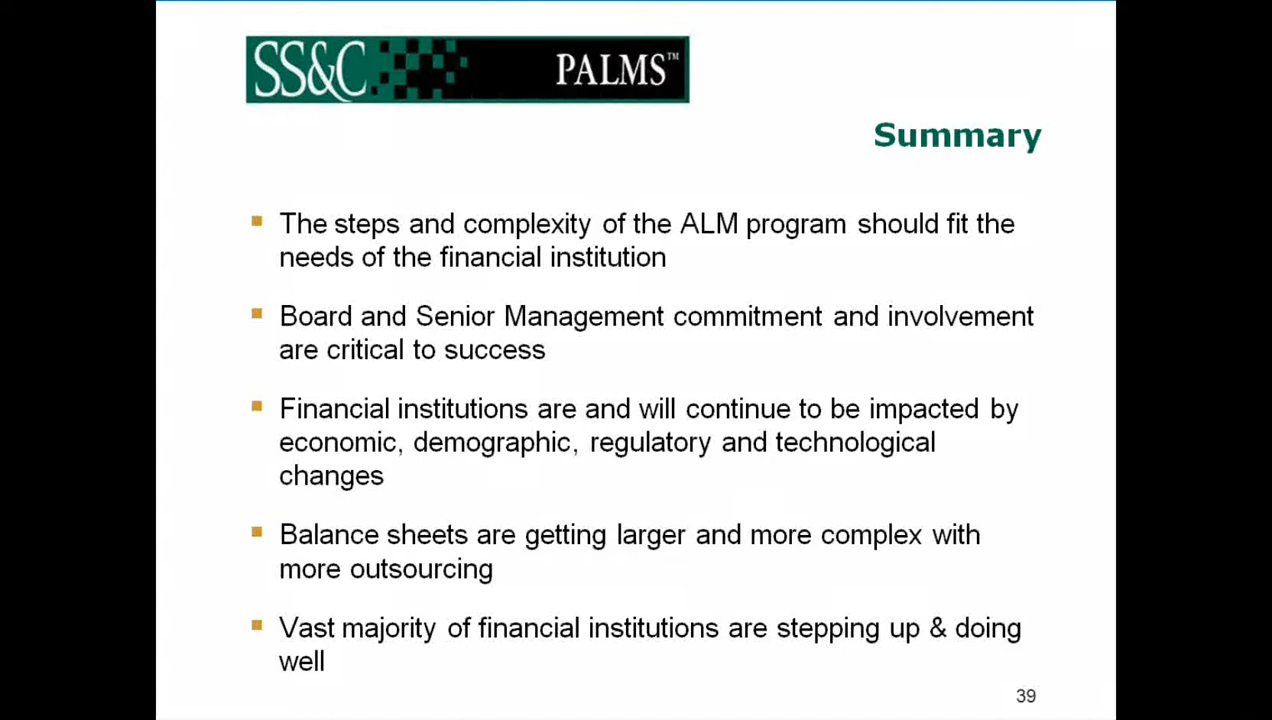 SS&C PALMS™
Summary
The steps and complexity of the ALM program should fit the
needs of the financial institution
Board and Senior Management commitment and involvement
are critical to success
Financial institutions are and will continue to be impacted by
economic, demographic, regulatory and technological
changes
Balance sheets are getting larger and more complex with
more outsourcing
Vast majority of financial institutions are stepping up & doing
well
39